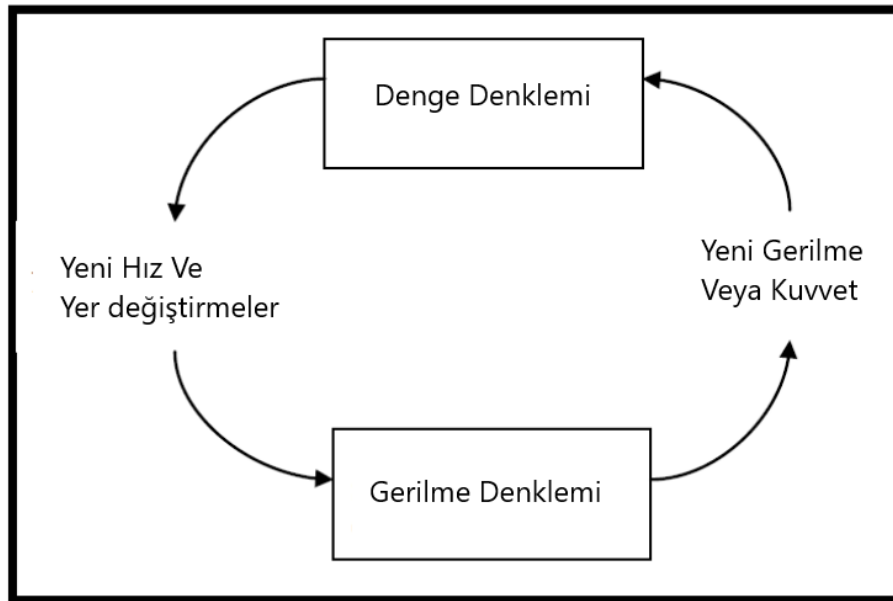 Denge Denklemi
Yeni Hız Ve
Yer değiştirmeler
Yeni Gerilme
Veya Kuvvet
Gerilme Denklemi